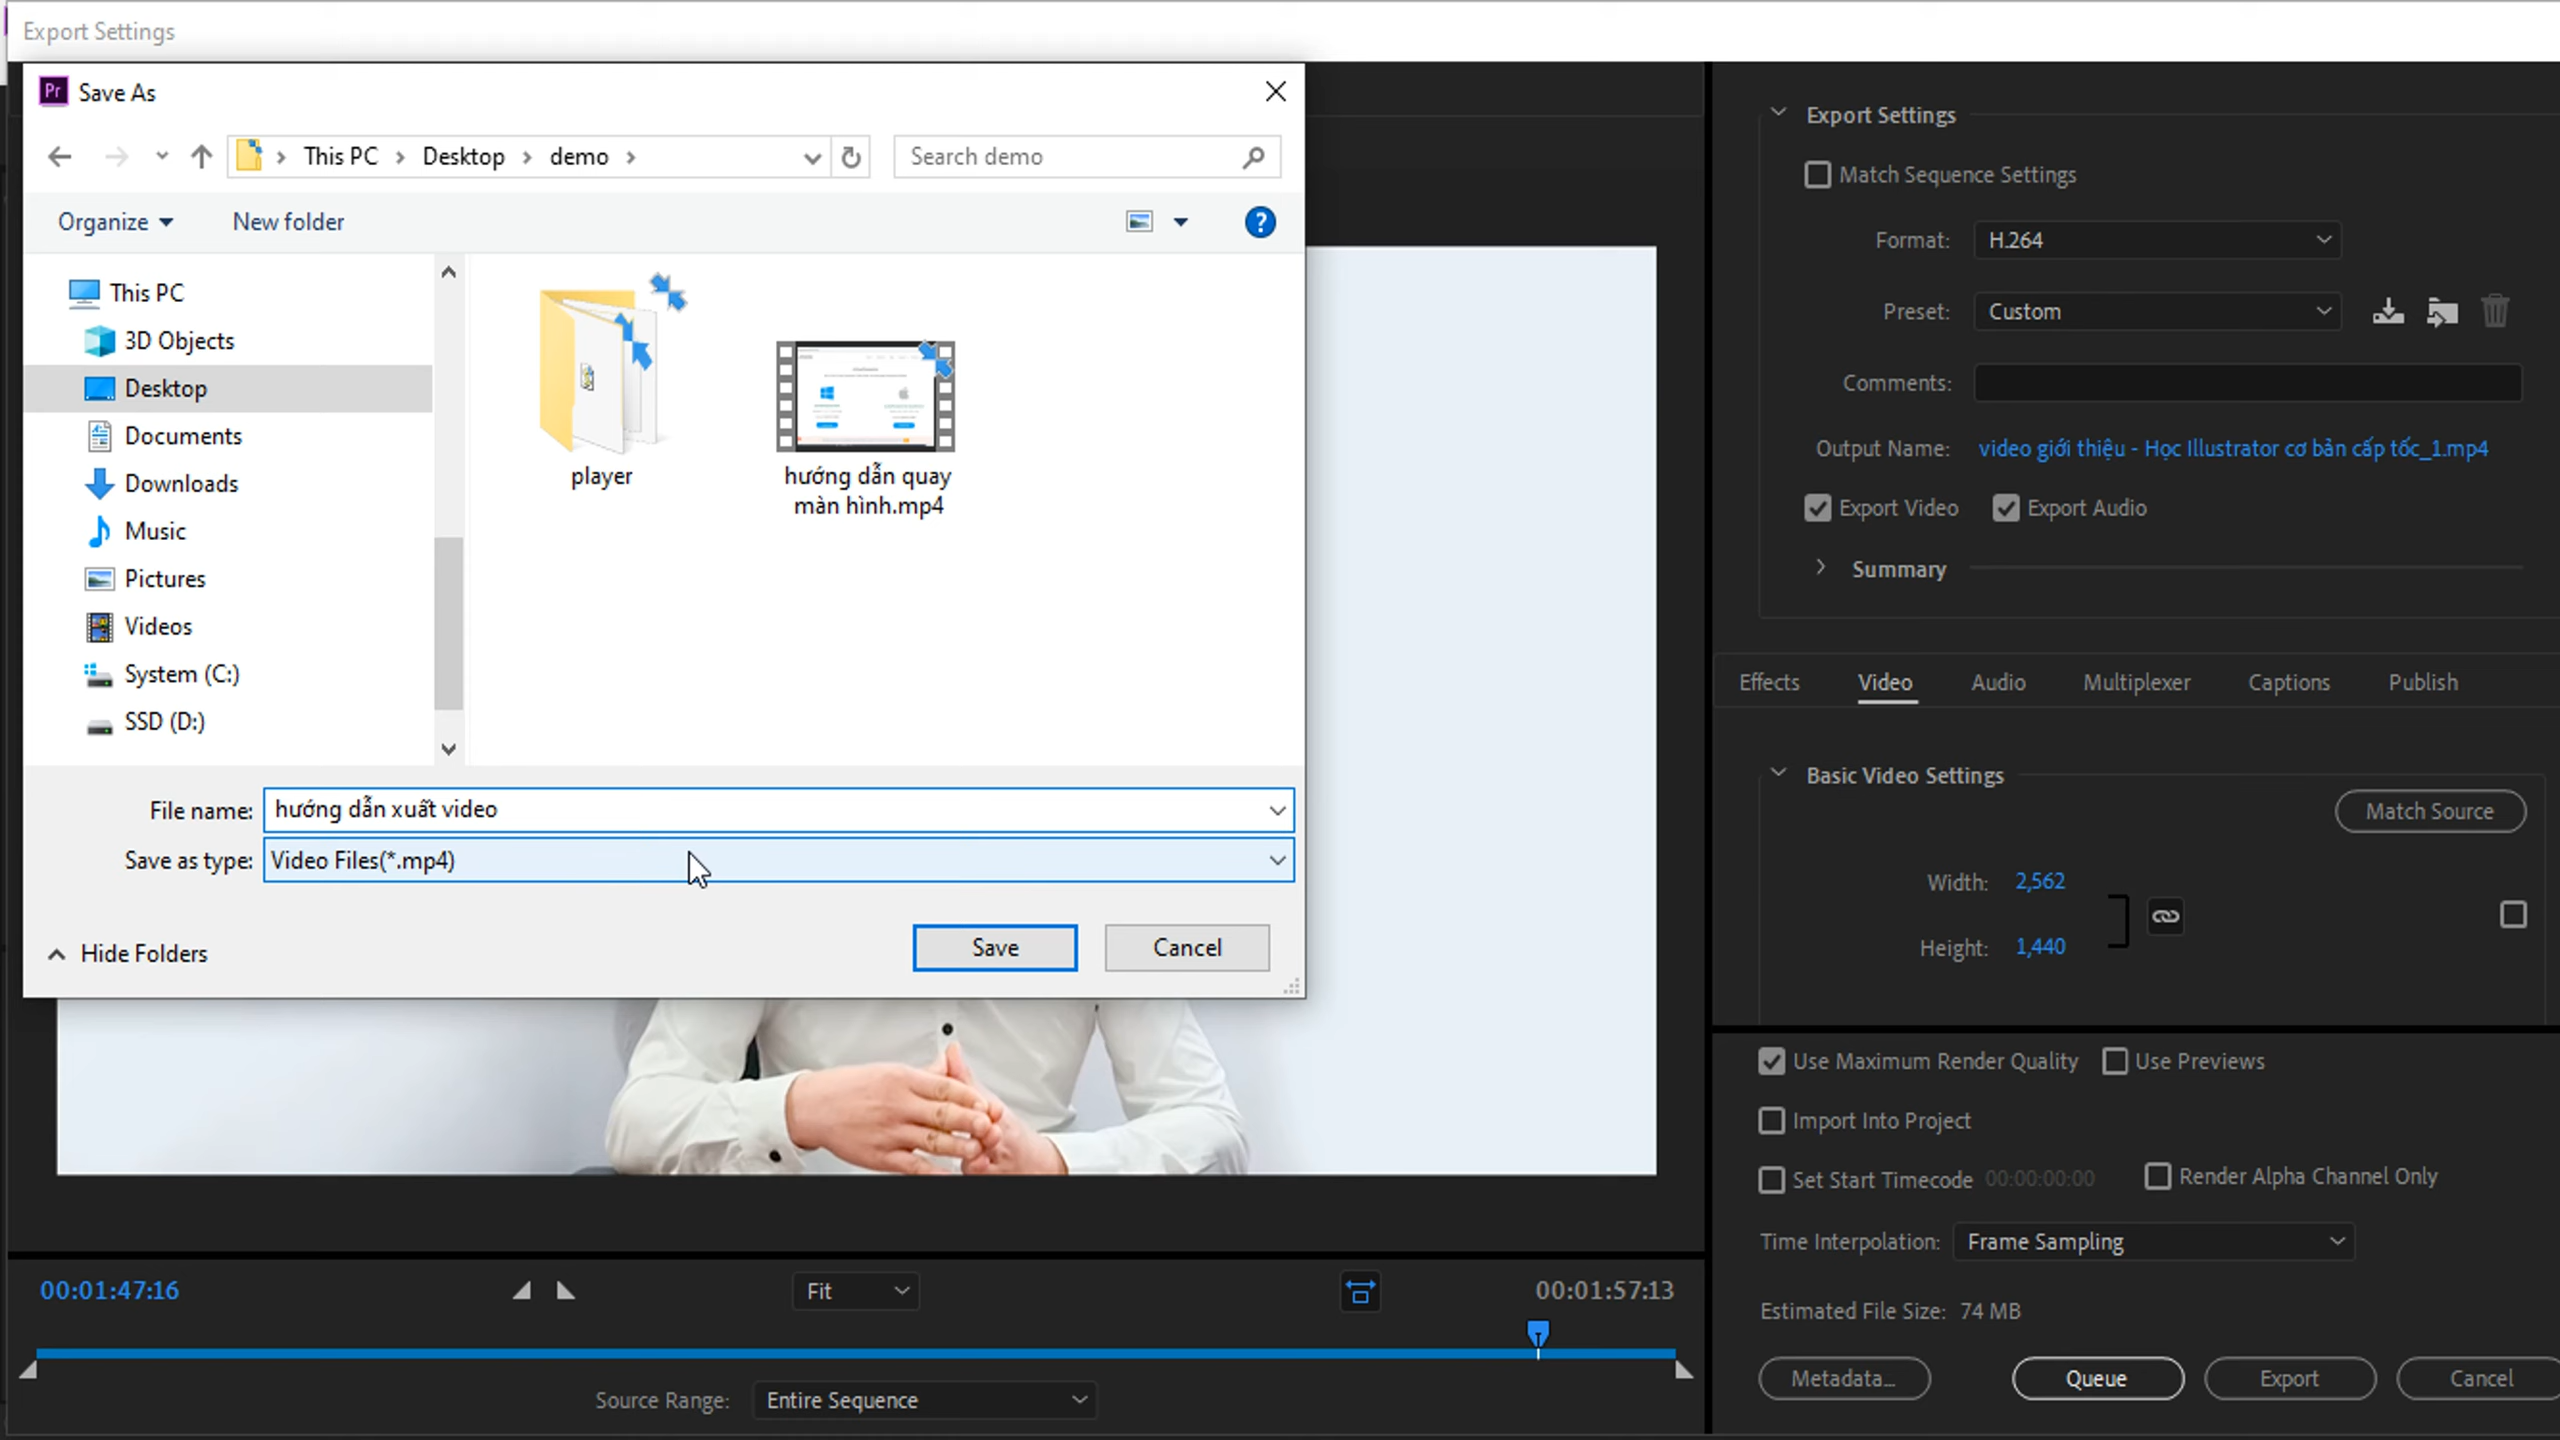 Export Settings
Pr Save As
This PC Desktop demo
Search demo
Organize New folder
This PC
3D Objects
Desktop
Documents
Downloads
Music
Pictures
Videos
System (C:)
SSD (D:)
player
hướng dẫn quay
màn hình.mp4
File name: hướng dẫn xuất video
Save as type: Video Files(*.mp4)
Hide Folders
Save Cancel
00:01:47:16 Fit 00:01:57:13
Source Range: Entire Sequence
Export Settings
Match Sequence Settings
Format: H.264
Preset: Custom
Comments:
Output Name: video giới thiệu - Học Illustrator cơ bản cấp tốc_1.mp4
Export Video Export Audio
Summary
Effects Video Audio Multiplexer Captions Publish
Basic Video Settings
Match Source
Width: 2,562
Height: 1,440
Use Maximum Render Quality Use Previews
Import Into Project
Set Start Timecode 00:00:00:00 Render Alpha Channel Only
Time Interpolation: Frame Sampling
Estimated File Size: 74 MB
Metadata... Queue Export Cancel